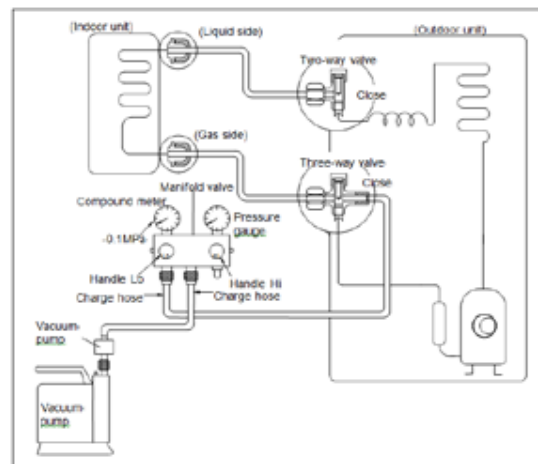 (Indoor unit)
(Liquid side)
(Outdoor unit)
Two-way valve
Close
(Gas side)
Three-way valve
Close
Manifold valve
Compound meter
Pressure
gauge
-0.1MPa
Handle Lo
Handle Hi
Charge hose
Charge hose
Vacuum-
pump
Vacuum-
pump